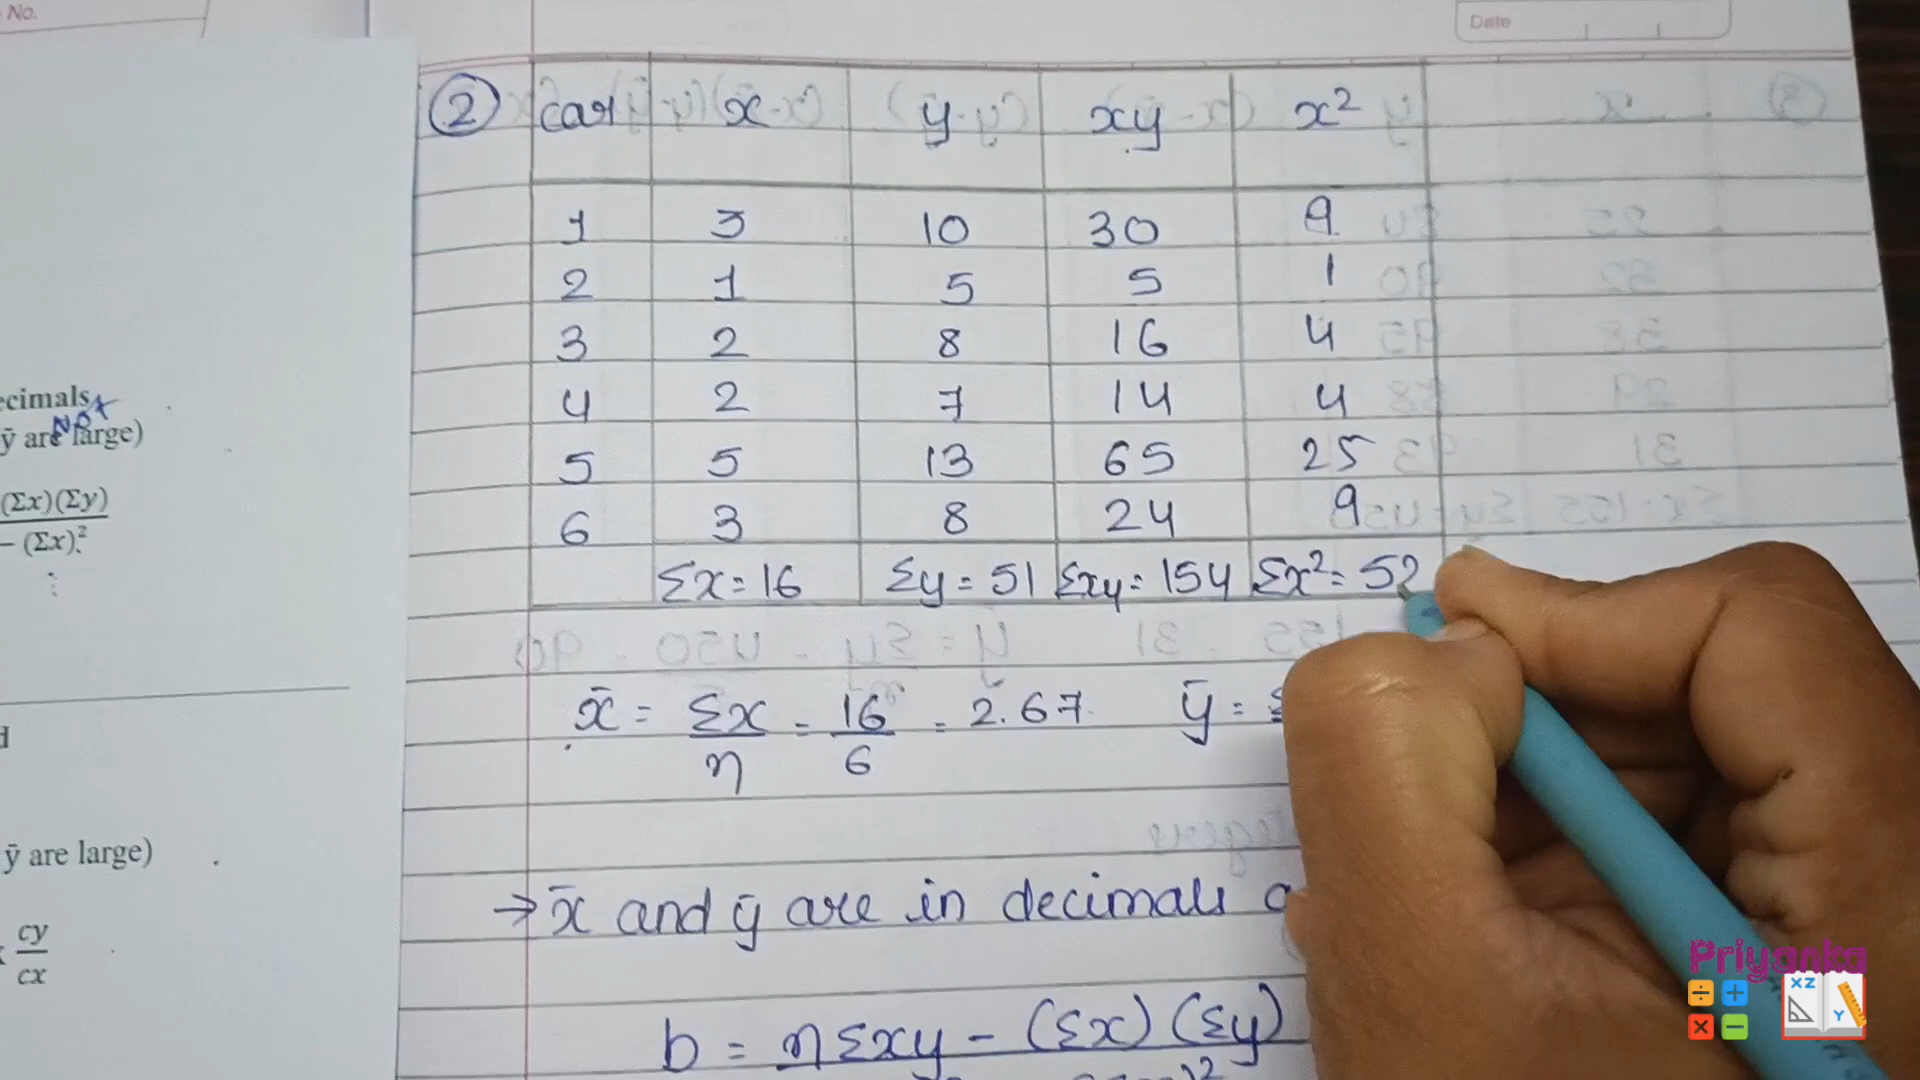 No.
Date
② car x y xy x²
1 3 10 30 9
2 1 5 5 1
3 2 8 16 4
4 2 7 14 4
5 5 13 65 25
6 3 8 24 9
Σx = 16 Σy = 51 Σxy = 154 Σx² = 52
x̄ = Σx/n = 16/6 = 2.67 ȳ =
→ x̄ and ȳ are in decimals
b = nΣxy - (Σx)(Σy)
ecimals
Not
ȳ are large)
(Σx)(Σy)
- (Σx)²
ȳ are large)
cy
cx
Priyanka
XZ
Y